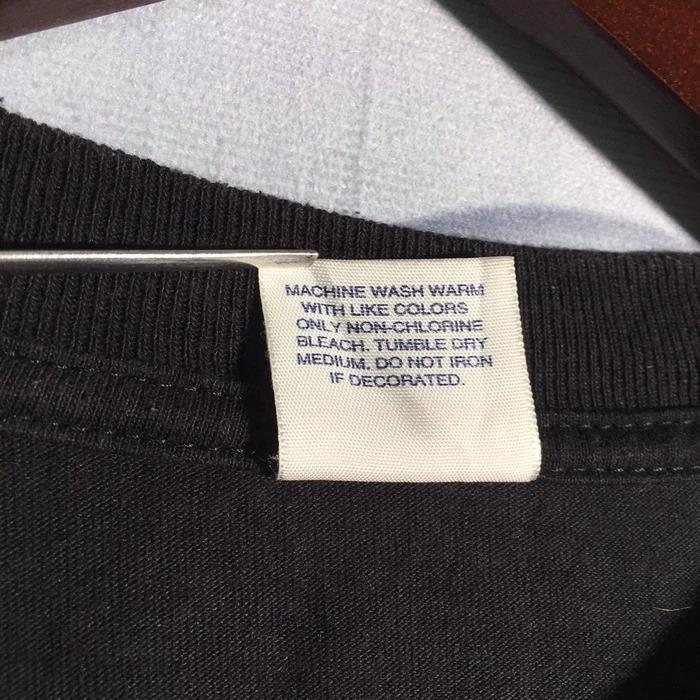 MACHINE WASH WARM
WITH LIKE COLORS
ONLY NON-CHLORINE
BLEACH. TUMBLE DRY
MEDIUM. DO NOT IRON
IF DECORATED.